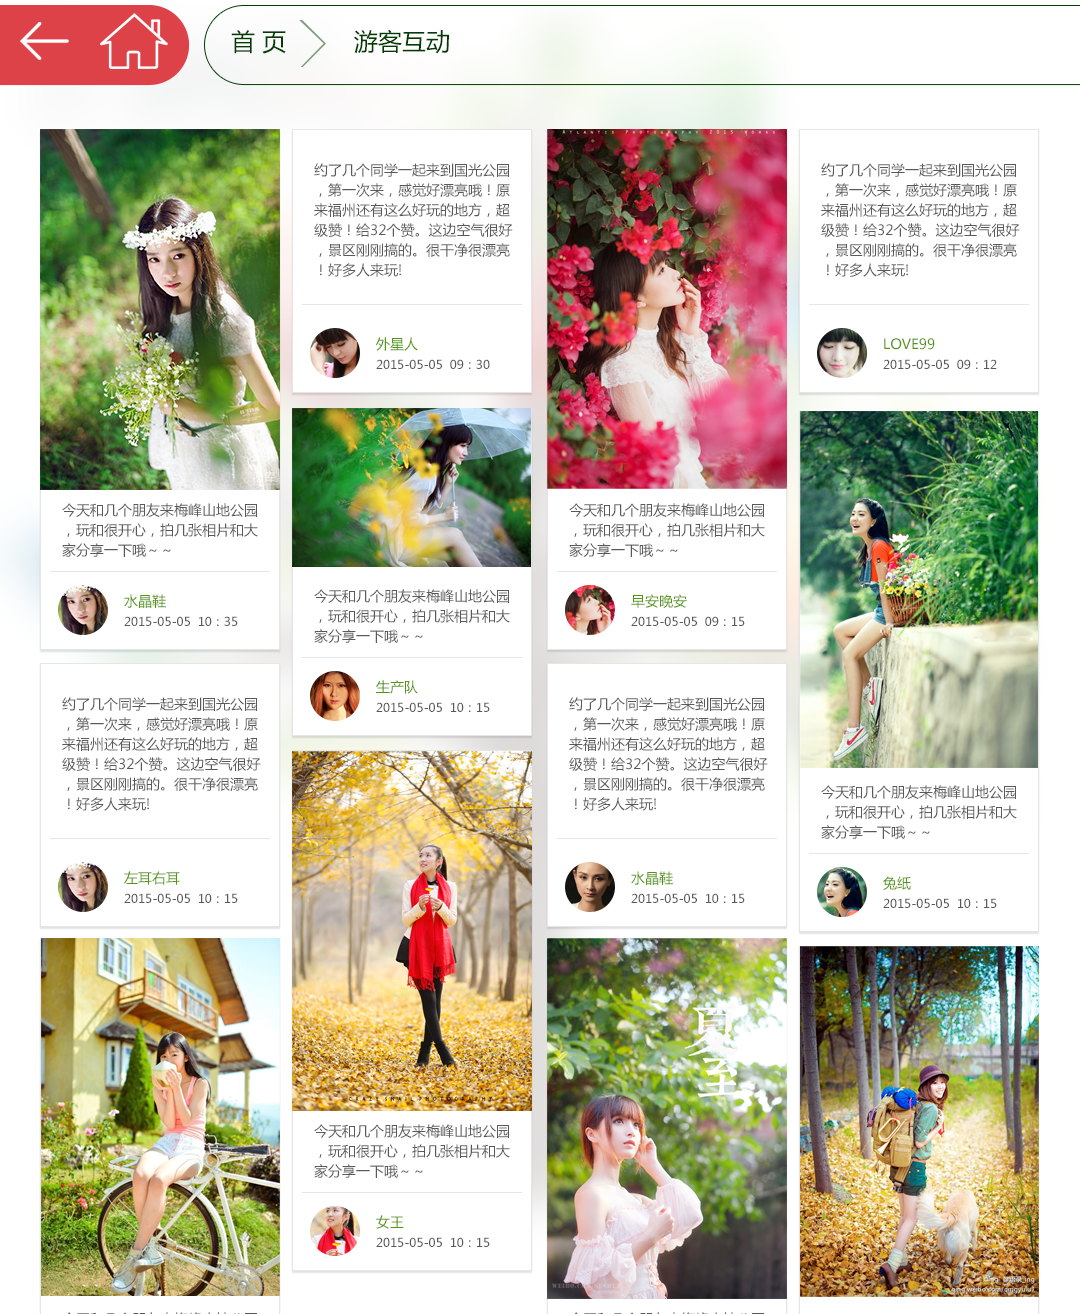 首 页
游客互动
今天和几个朋友来梅峰山地公园
，玩和很开心，拍几张相片和大
家分享一下哦～～
水晶鞋
2015-05-05 10：35
约了几个同学一起来到国光公园
，第一次来，感觉好漂亮哦！原
来福州还有这么好玩的地方，超
级赞！给32个赞。这边空气很好
，景区刚刚搞的。很干净很漂亮
！好多人来玩!
左耳右耳
2015-05-05 10：15
约了几个同学一起来到国光公园
，第一次来，感觉好漂亮哦！原
来福州还有这么好玩的地方，超
级赞！给32个赞。这边空气很好
，景区刚刚搞的。很干净很漂亮
！好多人来玩!
外星人
2015-05-05 09：30
今天和几个朋友来梅峰山地公园
，玩和很开心，拍几张相片和大
家分享一下哦～～
生产队
2015-05-05 10：15
今天和几个朋友来梅峰山地公园
，玩和很开心，拍几张相片和大
家分享一下哦～～
女王
2015-05-05 10：15
今天和几个朋友来梅峰山地公园
，玩和很开心，拍几张相片和大
家分享一下哦～～
早安晚安
2015-05-05 09：15
约了几个同学一起来到国光公园
，第一次来，感觉好漂亮哦！原
来福州还有这么好玩的地方，超
级赞！给32个赞。这边空气很好
，景区刚刚搞的。很干净很漂亮
！好多人来玩!
水晶鞋
2015-05-05 10：15
夏
至
约了几个同学一起来到国光公园
，第一次来，感觉好漂亮哦！原
来福州还有这么好玩的地方，超
级赞！给32个赞。这边空气很好
，景区刚刚搞的。很干净很漂亮
！好多人来玩!
LOVE99
2015-05-05 09：12
今天和几个朋友来梅峰山地公园
，玩和很开心，拍几张相片和大
家分享一下哦～～
兔纸
2015-05-05 10：15